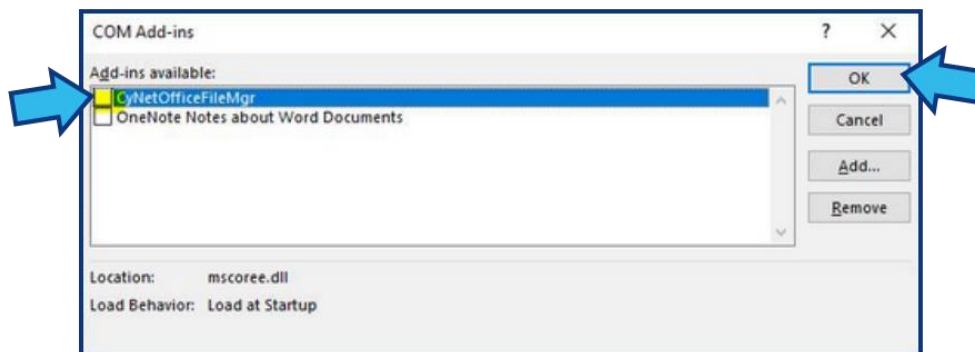 COM Add-ins
?
Add-ins available:
CyNetOfficeFileMgr
OneNote Notes about Word Documents
OK
Cancel
Add...
Remove
Location: mscoree.dll
Load Behavior: Load at Startup